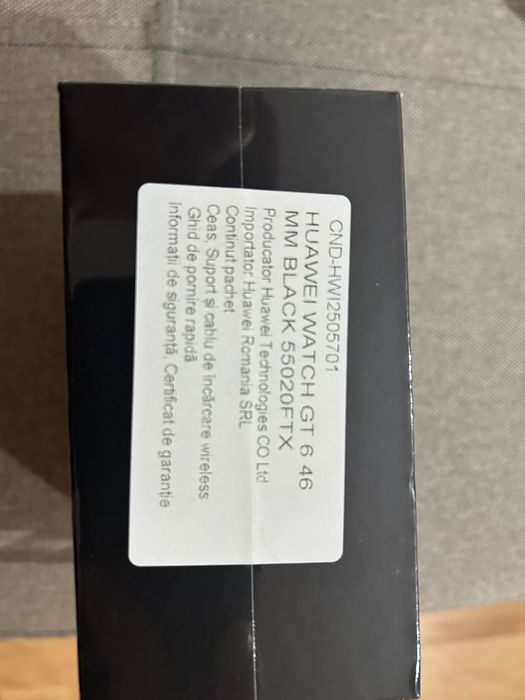 CND-HWI2505701
HUAWEI WATCH GT 6 46
MM BLACK 55020FTX
Producator Huawei Technologies CO Ltd
Importator Huawei Romania SRL
Continut pachet
Ceas, Suport și cablu de încărcare wireless
Ghid de pornire rapidă
Informații de siguranță, Certificat de garanție